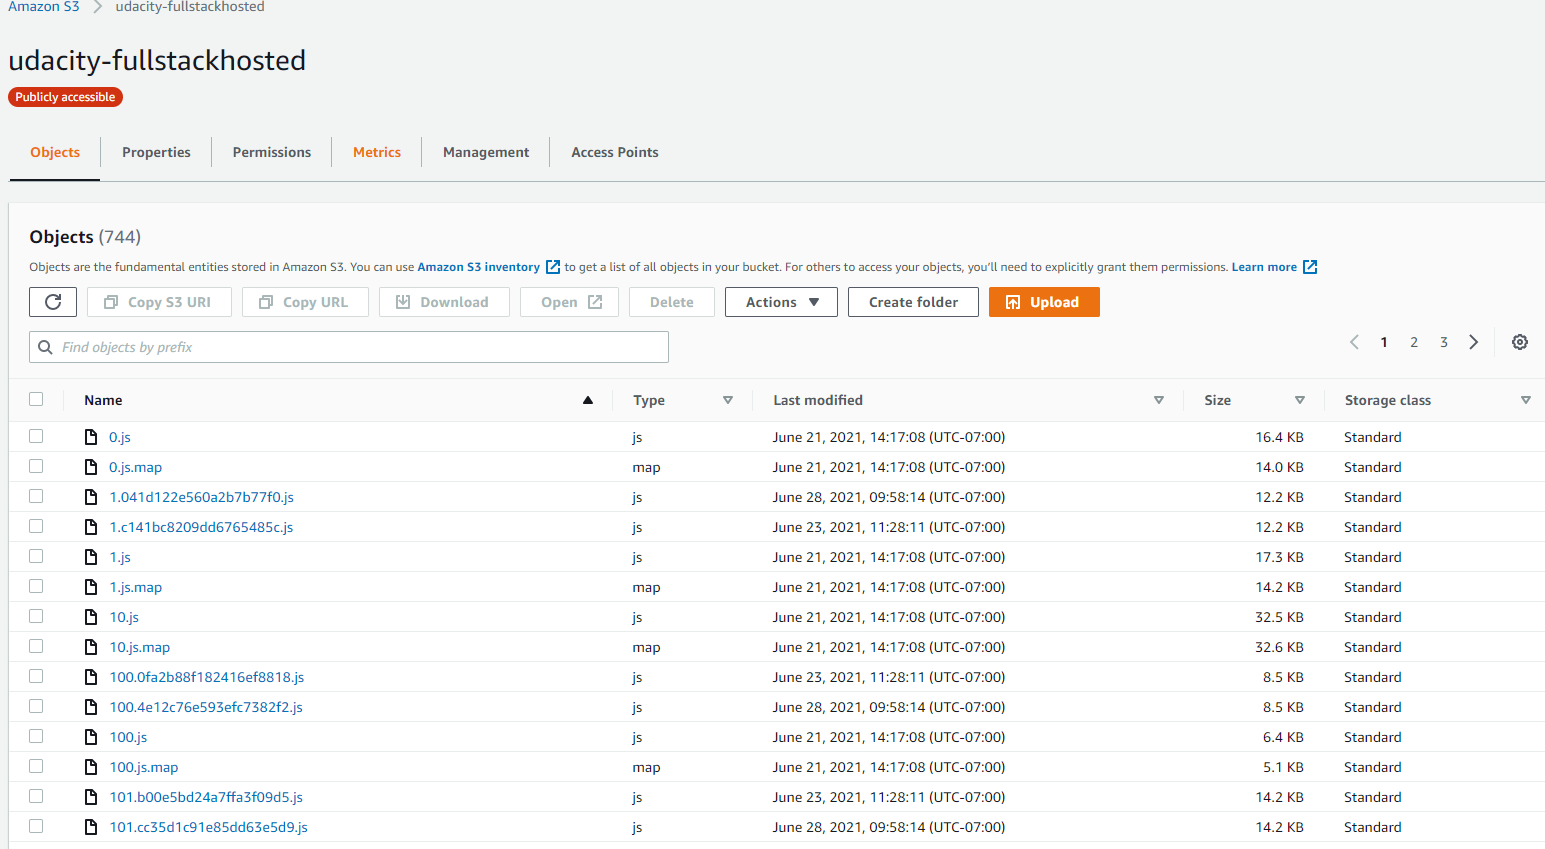 Amazon S3 > udacity-fullstackhosted
udacity-fullstackhosted
Publicly accessible
Objects Properties Permissions Metrics Management Access Points
Objects (744)
Objects are the fundamental entities stored in Amazon S3. You can use Amazon S3 inventory to get a list of all objects in your bucket. For others to access your objects, you’ll need to explicitly grant them permissions. Learn more
Copy S3 URI Copy URL Download Open Delete Actions Create folder Upload
Find objects by prefix 1 2 3
Name Type Last modified Size Storage class
0.js js June 21, 2021, 14:17:08 (UTC-07:00) 16.4 KB Standard
0.js.map map June 21, 2021, 14:17:08 (UTC-07:00) 14.0 KB Standard
1.041d122e560a2b7b77f0.js js June 28, 2021, 09:58:14 (UTC-07:00) 12.2 KB Standard
1.c141bc8209dd6765485c.js js June 23, 2021, 11:28:11 (UTC-07:00) 12.2 KB Standard
1.js js June 21, 2021, 14:17:08 (UTC-07:00) 17.3 KB Standard
1.js.map map June 21, 2021, 14:17:08 (UTC-07:00) 14.2 KB Standard
10.js js June 21, 2021, 14:17:08 (UTC-07:00) 32.5 KB Standard
10.js.map map June 21, 2021, 14:17:08 (UTC-07:00) 32.6 KB Standard
100.0fa2b88f182416ef8818.js js June 23, 2021, 11:28:11 (UTC-07:00) 8.5 KB Standard
100.4e12c76e593efc7382f2.js js June 28, 2021, 09:58:14 (UTC-07:00) 8.5 KB Standard
100.js js June 21, 2021, 14:17:08 (UTC-07:00) 6.4 KB Standard
100.js.map map June 21, 2021, 14:17:08 (UTC-07:00) 5.1 KB Standard
101.b00e5bd24a7ffa3f09d5.js js June 23, 2021, 11:28:11 (UTC-07:00) 14.2 KB Standard
101.cc35d1c91e85dd63e5d9.js js June 28, 2021, 09:58:14 (UTC-07:00) 14.2 KB Standard